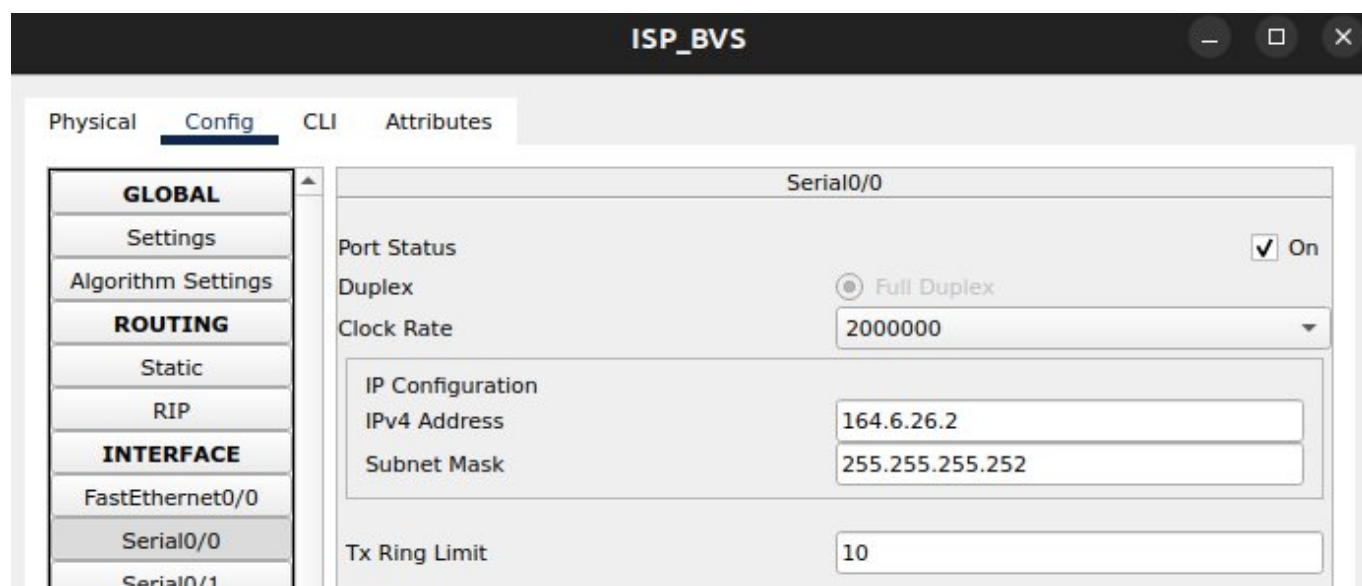 ISP_BVS
Physical Config CLI Attributes
GLOBAL
Settings
Algorithm Settings
ROUTING
Static
RIP
INTERFACE
FastEthernet0/0
Serial0/0
Serial0/1
Serial0/0
Port Status On
Duplex Full Duplex
Clock Rate 2000000
IP Configuration
IPv4 Address 164.6.26.2
Subnet Mask 255.255.255.252
Tx Ring Limit 10